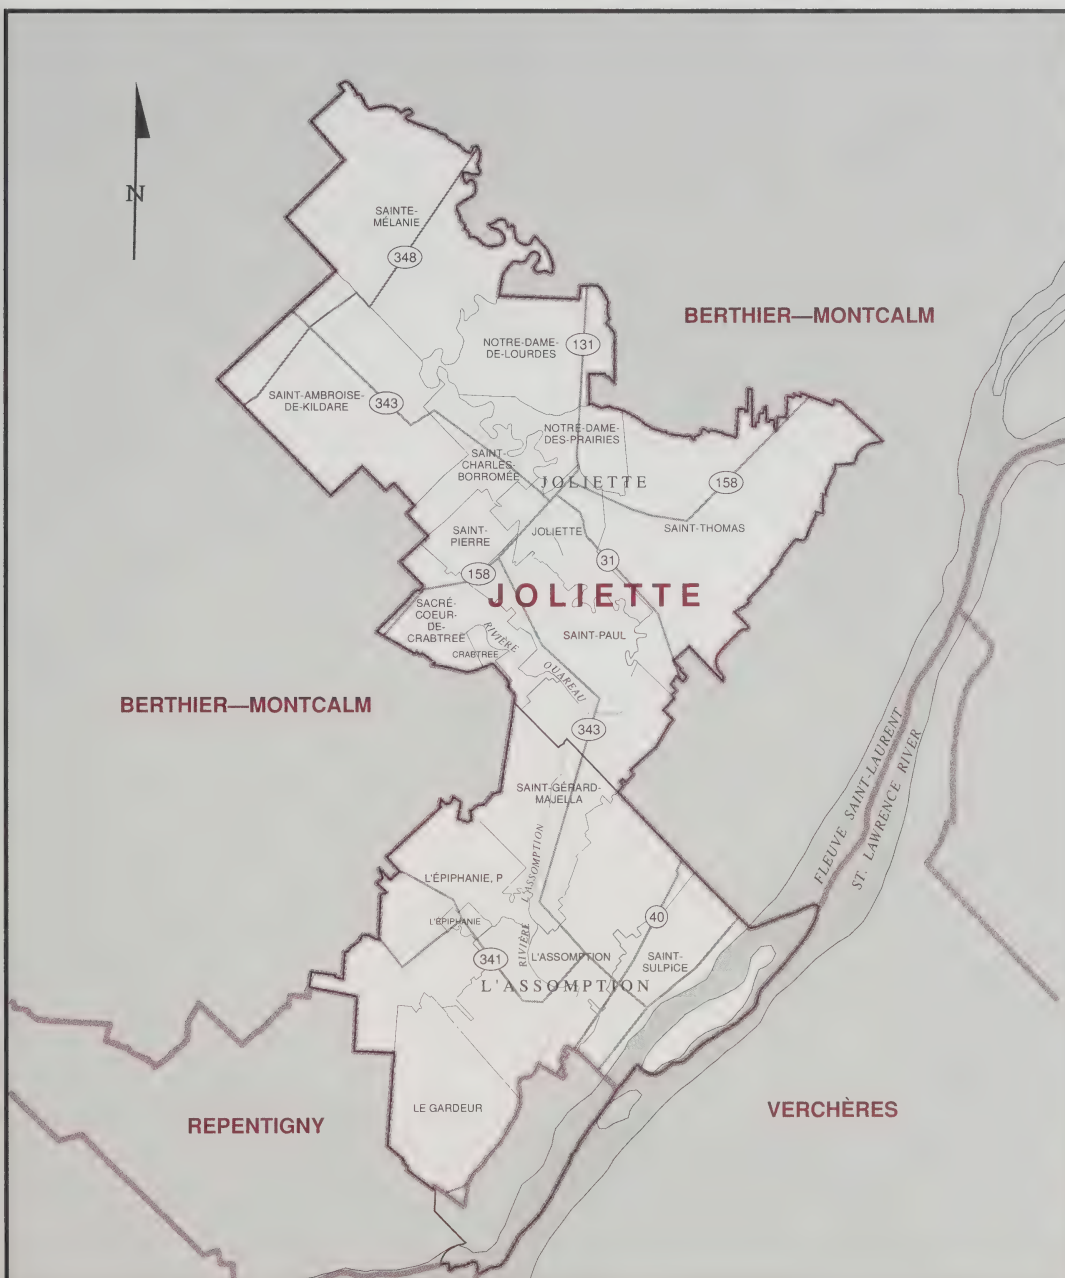 N
SAINTE-
MÉLANIE
348
BERTHIER—MONTCALM
NOTRE-DAME-
DE-LOURDES
131
SAINT-AMBROISE-
DE-KILDARE
343
NOTRE-DAME-
DES-PRAIRIES
SAINT-
CHARLES-
BORROMÉE
JOLIETTE
158
SAINT-
PIERRE
JOLIETTE
SAINT-THOMAS
31
158
JOLIETTE
SACRÉ-
COEUR-
DE-
CRABTREE
CRABTREE
RIVIÈRE
OUAREAU
SAINT-PAUL
BERTHIER—MONTCALM
343
FLEUVE SAINT-LAURENT
ST. LAWRENCE RIVER
SAINT-GÉRARD-
MAJELLA
L'ÉPIPHANIE, P
RIVIÈRE L'ASSOMPTION
L'ÉPIPHANIE
40
341
L'ASSOMPTION
SAINT-
SULPICE
L'ASSOMPTION
LE GARDEUR
REPENTIGNY
VERCHÈRES